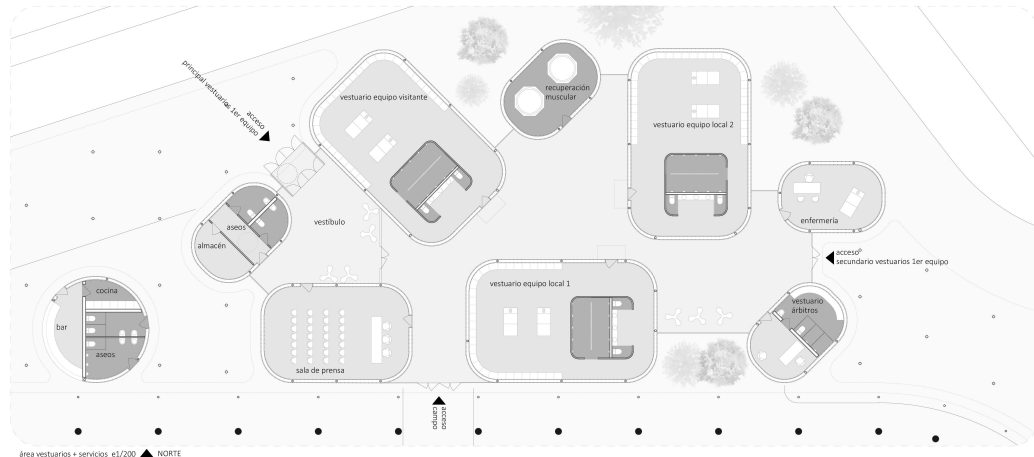 principal vestuarios 1er equipo
acceso
vestuario equipo visitante
recuperación
muscular
vestuario equipo local 2
enfermería
acceso
secundario vestuarios 1er equipo
vestuario
árbitros
vestíbulo
aseos
almacén
vestuario equipo local 1
cocina
bar
aseos
sala de prensa
acceso
campo
área vestuarios + servicios e1/200 NORTE